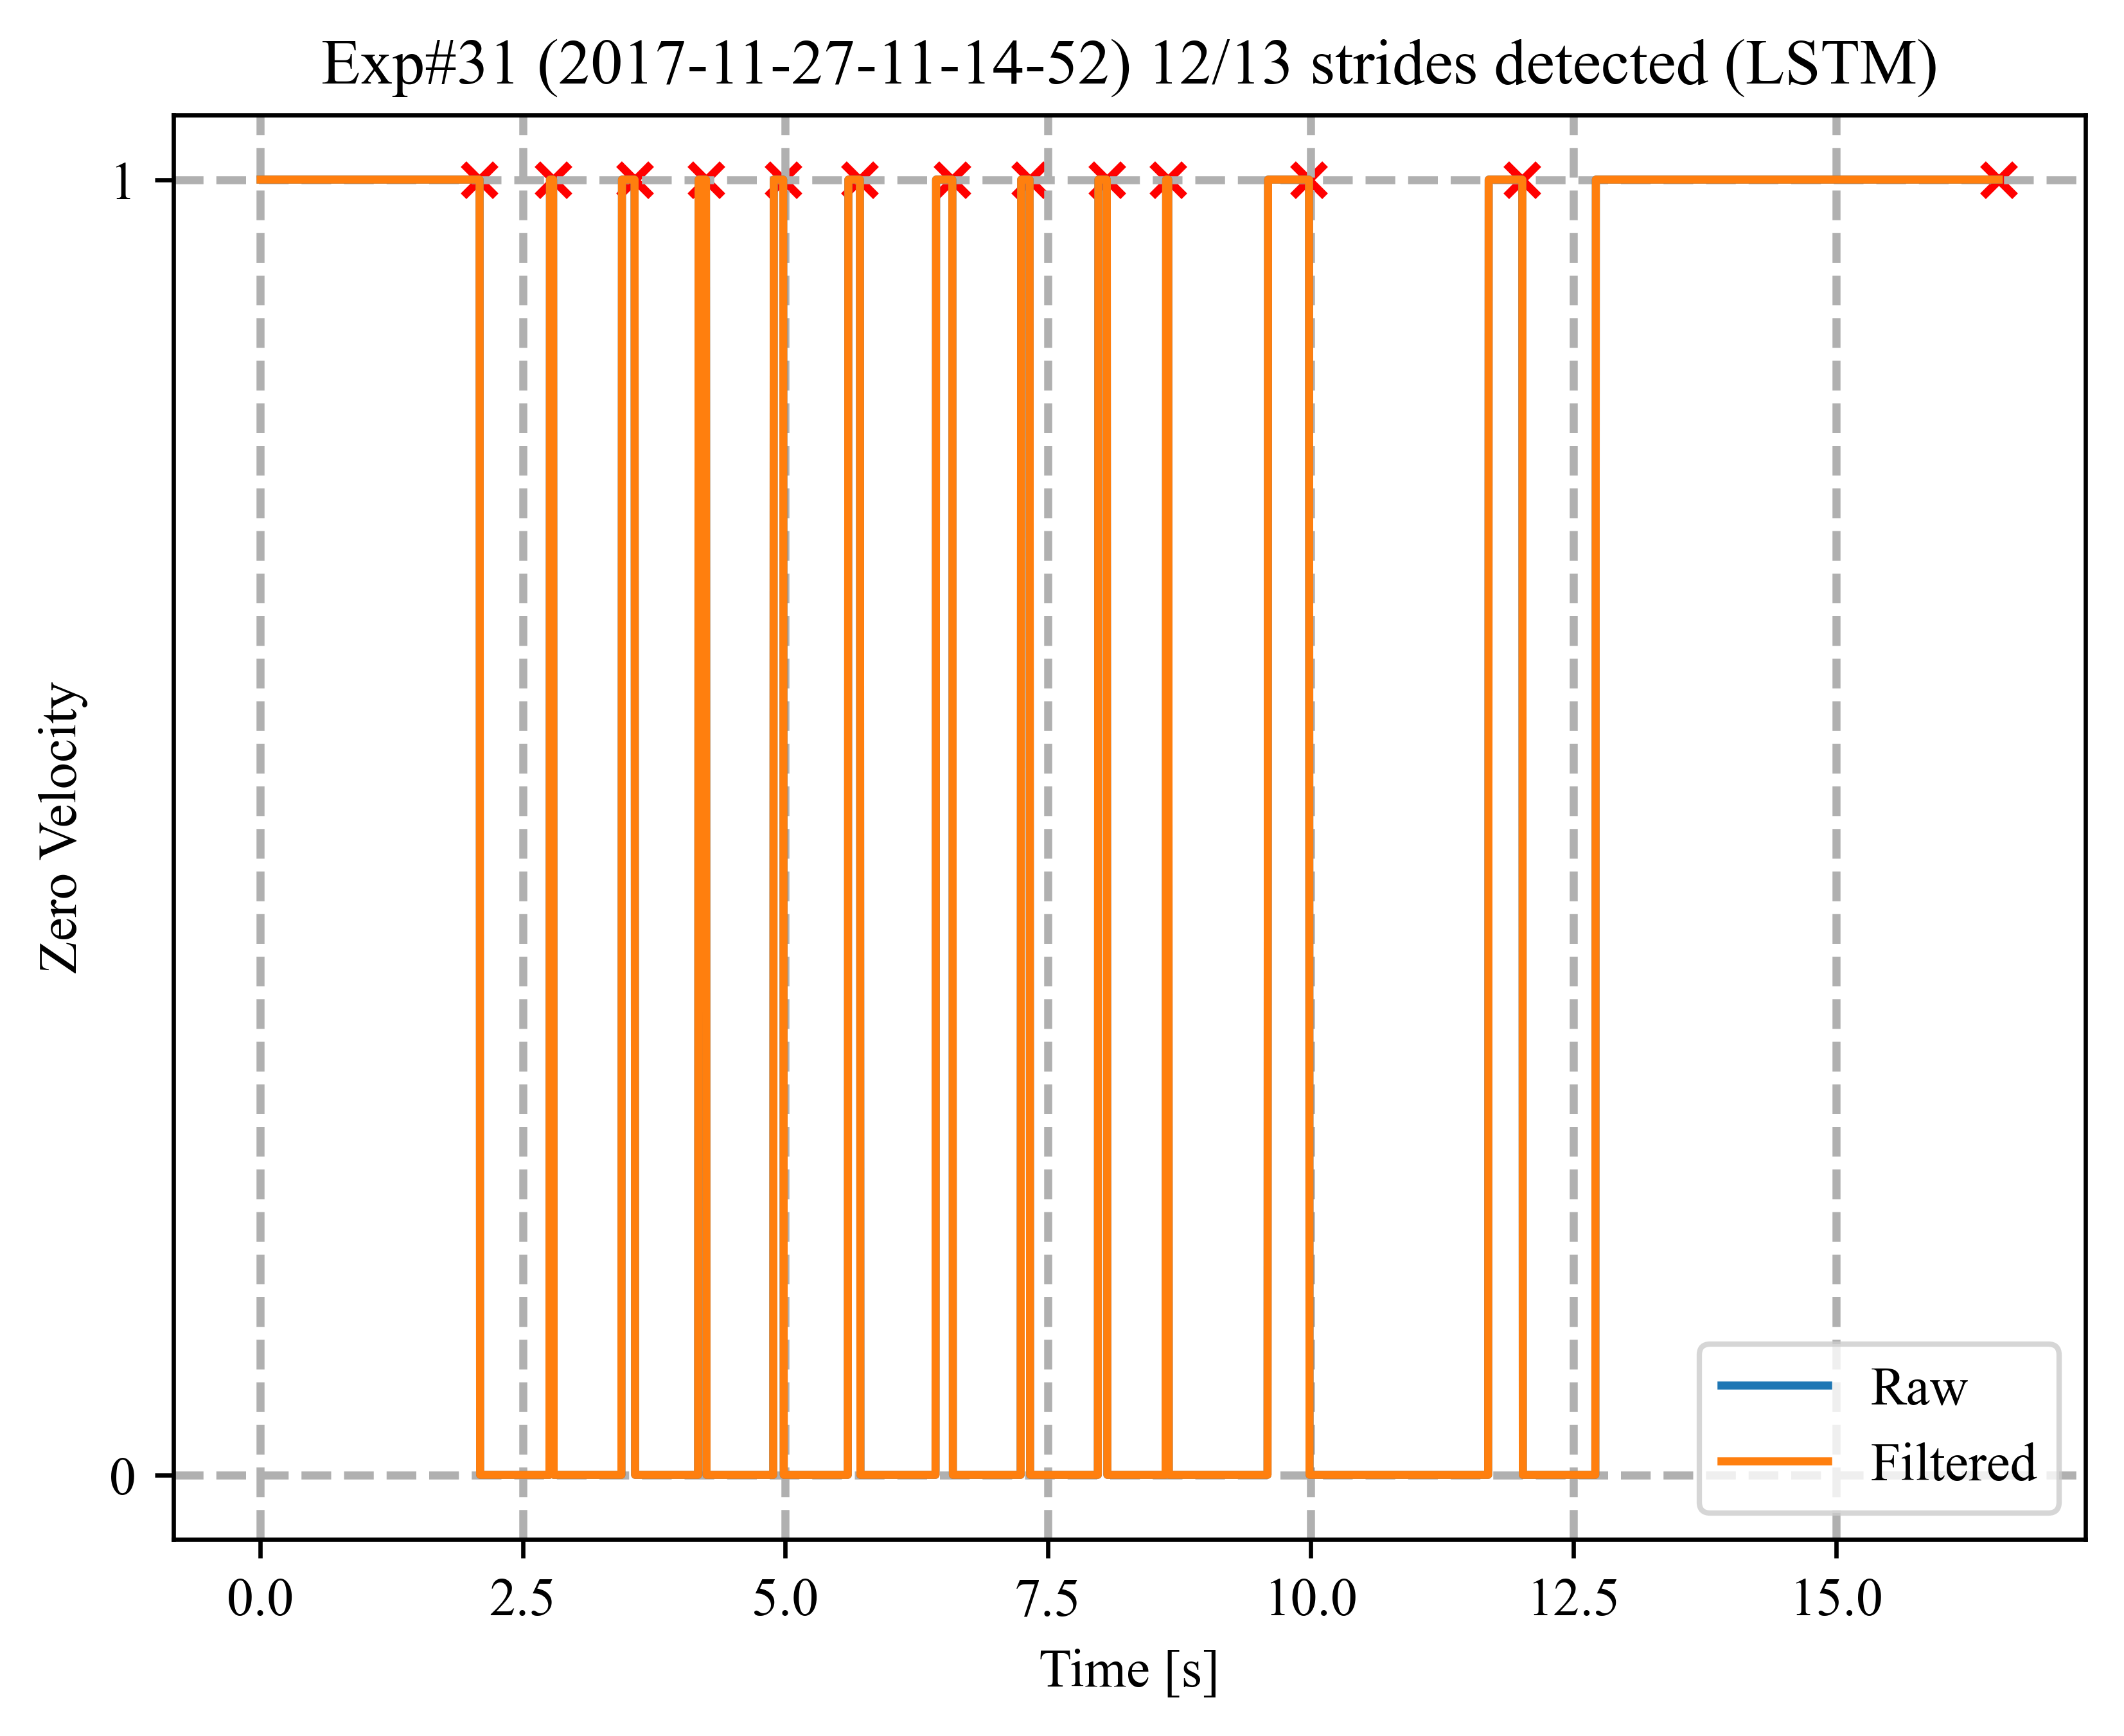 Exp#31 (2017-11-27-11-14-52) 12/13 strides detected (LSTM)
1
Zero Velocity
0
Raw
Filtered
0.0 2.5 5.0 7.5 10.0 12.5 15.0
Time [s]